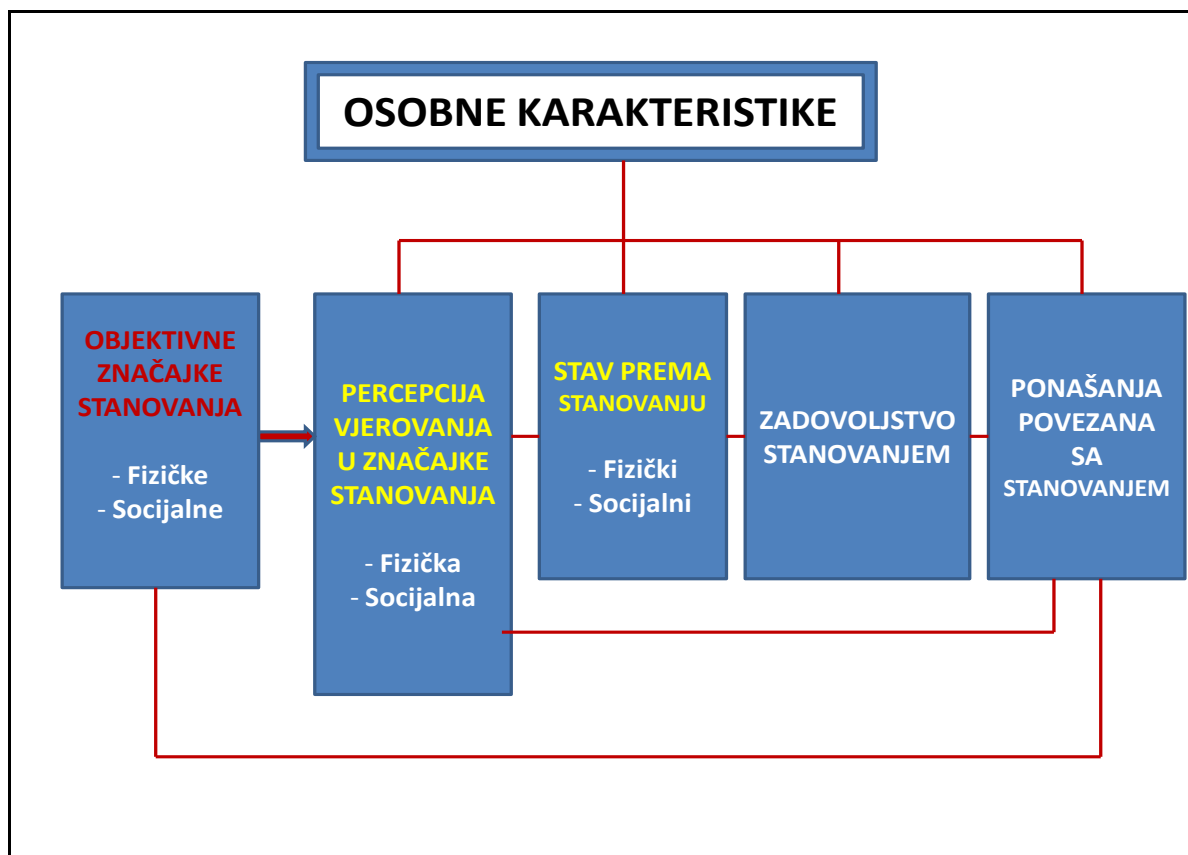 OSOBNE KARAKTERISTIKE
OBJEKTIVNE
ZNAČAJKE
STANOVANJA
- Fizičke
- Socijalne
PERCEPCIJA
VJEROVANJA
U ZNAČAJKE
STANOVANJA
- Fizička
- Socijalna
STAV PREMA
STANOVANJU
- Fizički
- Socijalni
ZADOVOLJSTVO
STANOVANJEM
PONAŠANJA
POVEZANA
SA
STANOVANJEM